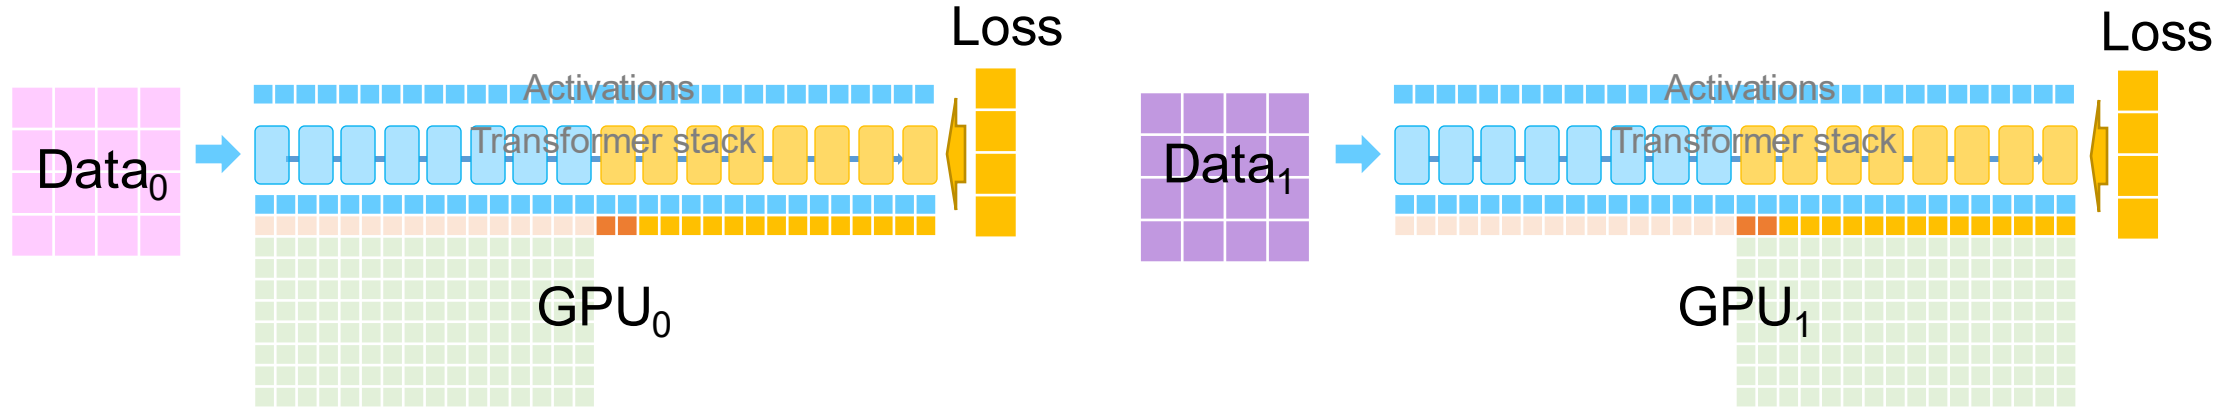 Loss
Activations
Transformer stack
Data0
GPU0
Loss
Activations
Transformer stack
Data1
GPU1